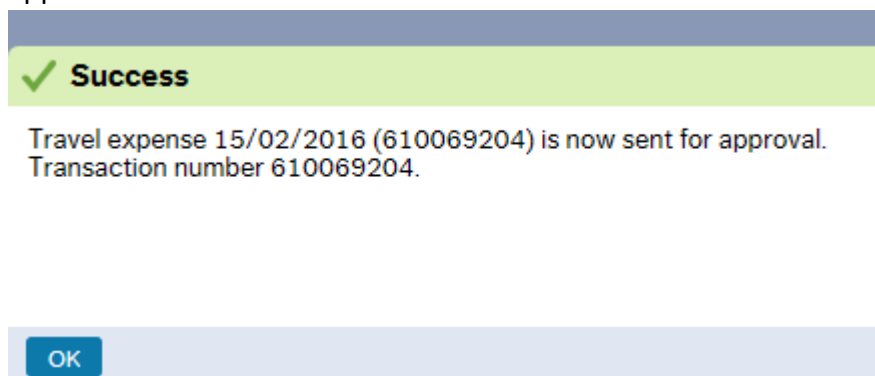 Success
Travel expense 15/02/2016 (610069204) is now sent for approval.
Transaction number 610069204.
OK